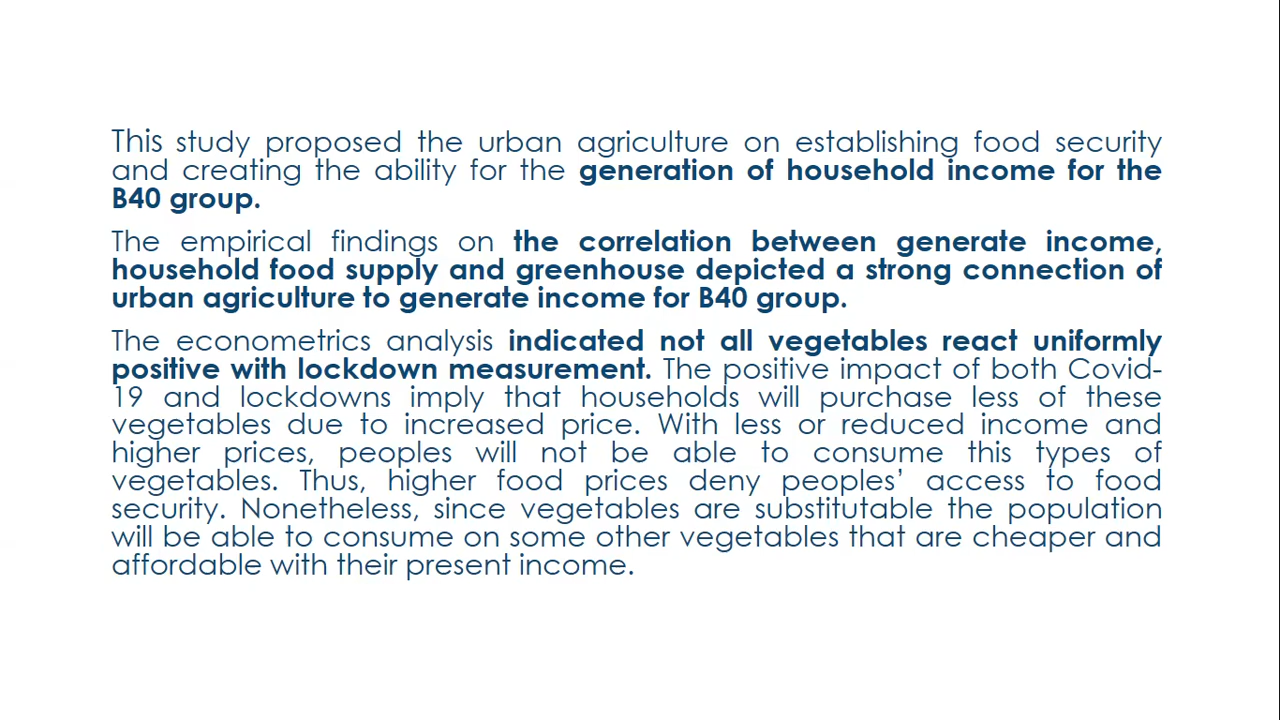 This study proposed the urban agriculture on establishing food security
and creating the ability for the generation of household income for the
B40 group.
The empirical findings on the correlation between generate income,
household food supply and greenhouse depicted a strong connection of
urban agriculture to generate income for B40 group.
The econometrics analysis indicated not all vegetables react uniformly
positive with lockdown measurement. The positive impact of both Covid-
19 and lockdowns imply that households will purchase less of these
vegetables due to increased price. With less or reduced income and
higher prices, peoples will not be able to consume this types of
vegetables. Thus, higher food prices deny peoples’ access to food
security. Nonetheless, since vegetables are substitutable the population
will be able to consume on some other vegetables that are cheaper and
affordable with their present income.